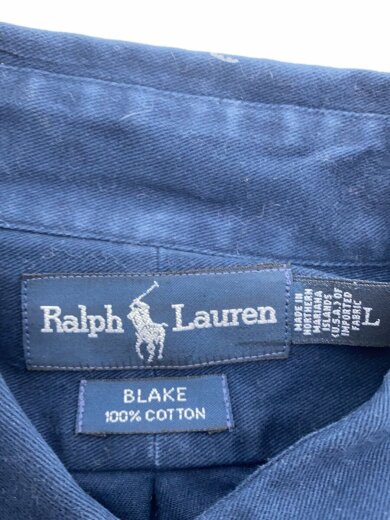 Ralph Lauren
BLAKE
100% COTTON
MADE IN
NORTHERN
MARIANA
ISLANDS
(U.S.A.) OF
IMPORTED
FABRIC
L